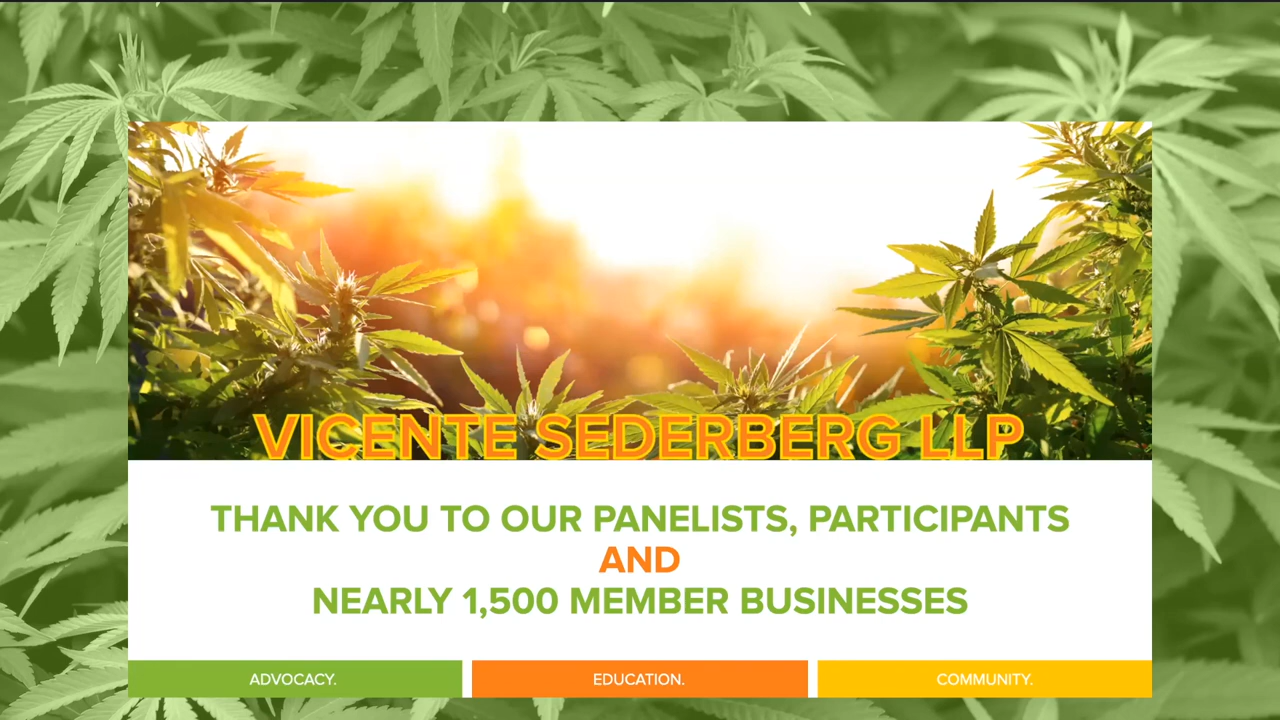 VICENTE SEDERBERG LLP
THANK YOU TO OUR PANELISTS, PARTICIPANTS
AND
NEARLY 1,500 MEMBER BUSINESSES
ADVOCACY.
EDUCATION.
COMMUNITY.